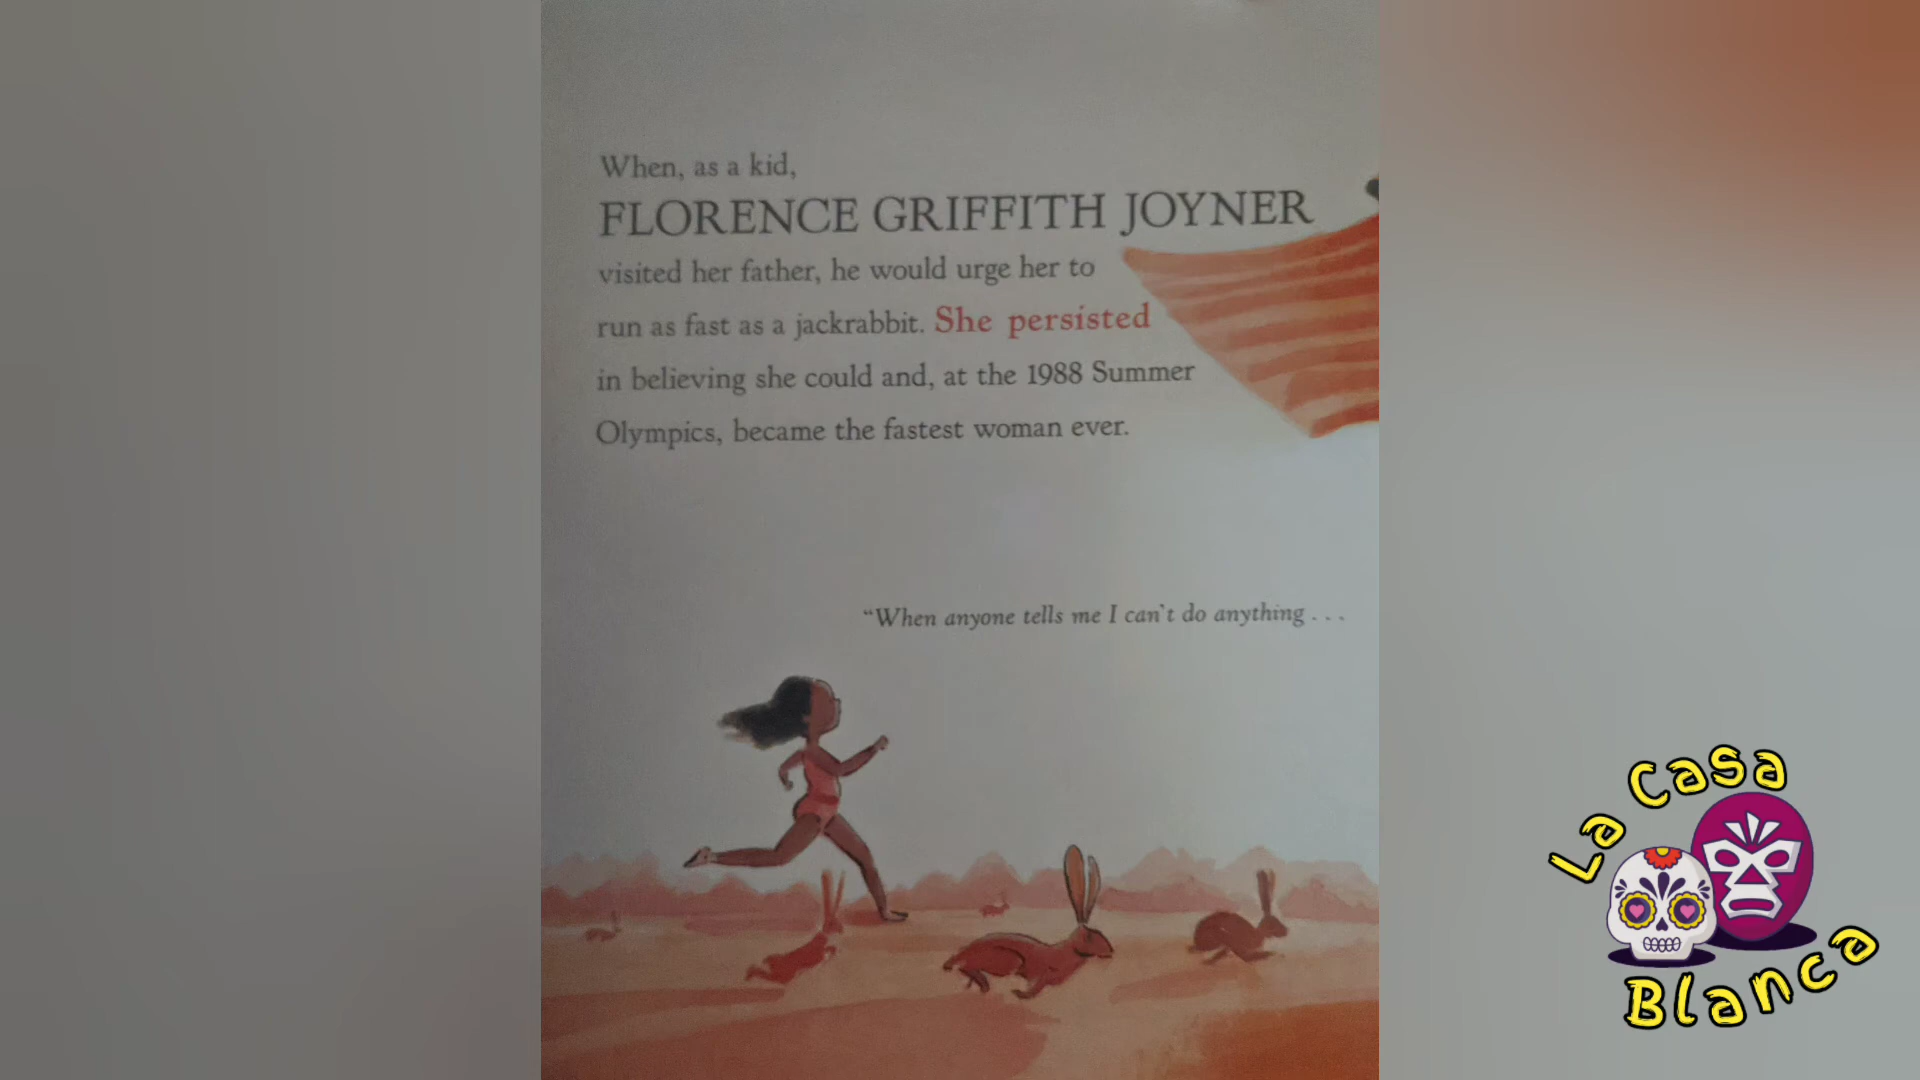 When, as a kid,
FLORENCE GRIFFITH JOYNER
visited her father, he would urge her to
run as fast as a jackrabbit. She persisted
in believing she could and, at the 1988 Summer
Olympics, became the fastest woman ever.
“When anyone tells me I can't do anything . . .
La Casa
Blanca